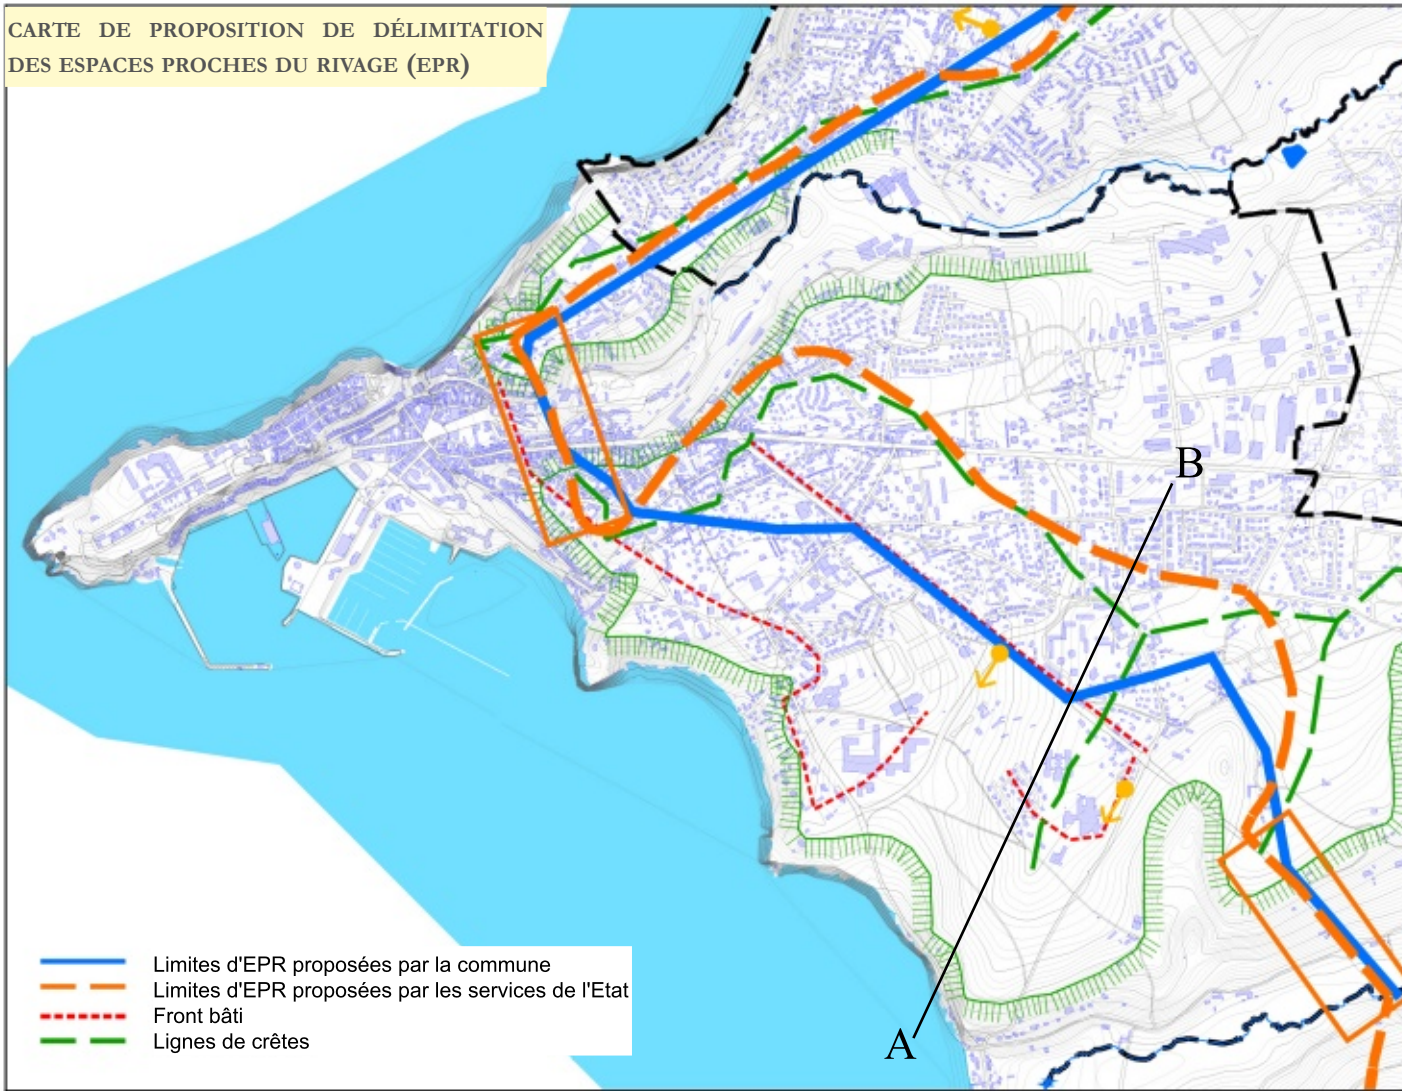 CARTE DE PROPOSITION DE DÉLIMITATION
DES ESPACES PROCHES DU RIVAGE (EPR)
B
A
Limites d'EPR proposées par la commune
Limites d'EPR proposées par les services de l'Etat
Front bâti
Lignes de crêtes